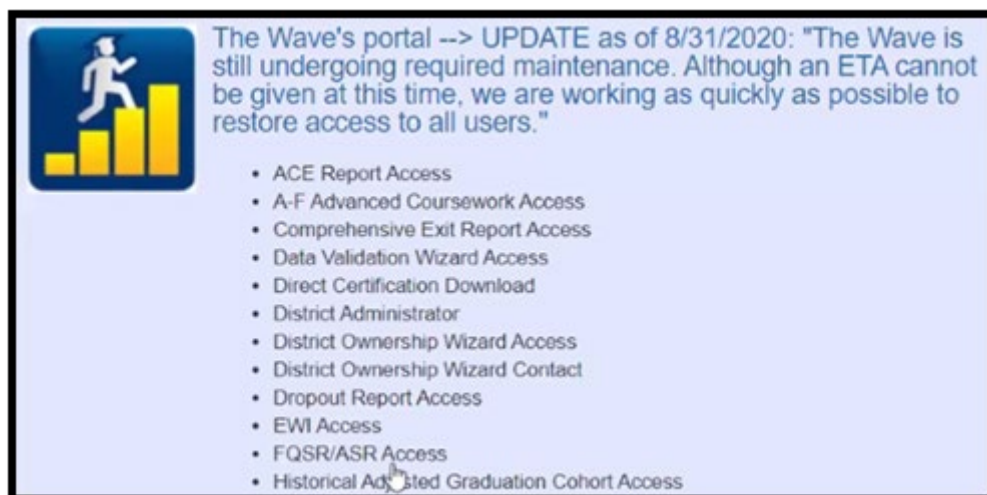 The Wave's portal --> UPDATE as of 8/31/2020: "The Wave is
still undergoing required maintenance. Although an ETA cannot
be given at this time, we are working as quickly as possible to
restore access to all users."
• ACE Report Access
• A-F Advanced Coursework Access
• Comprehensive Exit Report Access
• Data Validation Wizard Access
• Direct Certification Download
• District Administrator
• District Ownership Wizard Access
• District Ownership Wizard Contact
• Dropout Report Access
• EWI Access
• FQSR/ASR Access
• Historical Adjusted Graduation Cohort Access